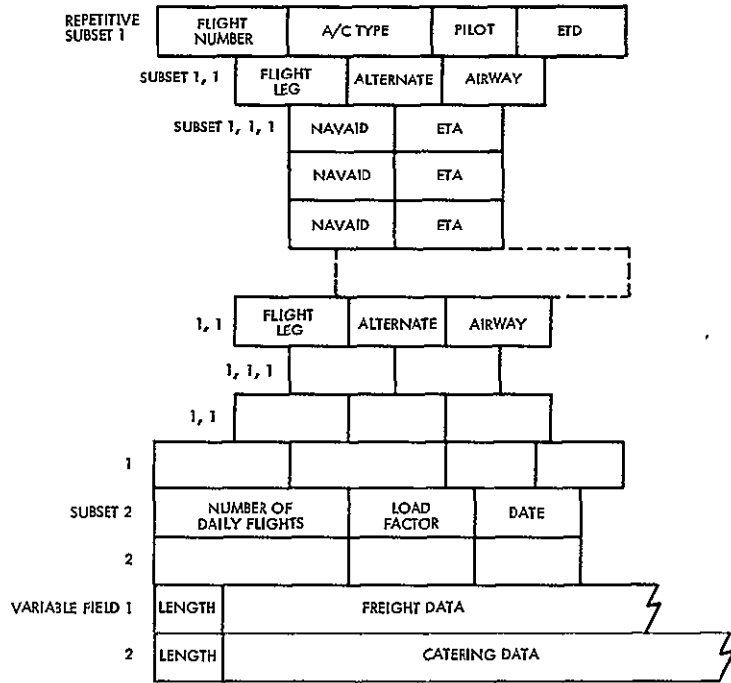 REPETITIVE SUBSET 1
FLIGHT NUMBER
A/C TYPE
PILOT
ETD
SUBSET 1, 1
FLIGHT LEG
ALTERNATE
AIRWAY
SUBSET 1, 1, 1
NAVAID
ETA
NAVAID
ETA
NAVAID
ETA
1, 1
FLIGHT LEG
ALTERNATE
AIRWAY
1, 1, 1
1, 1
1
SUBSET 2
NUMBER OF DAILY FLIGHTS
LOAD FACTOR
DATE
2
VARIABLE FIELD 1
LENGTH
FREIGHT DATA
2
LENGTH
CATERING DATA